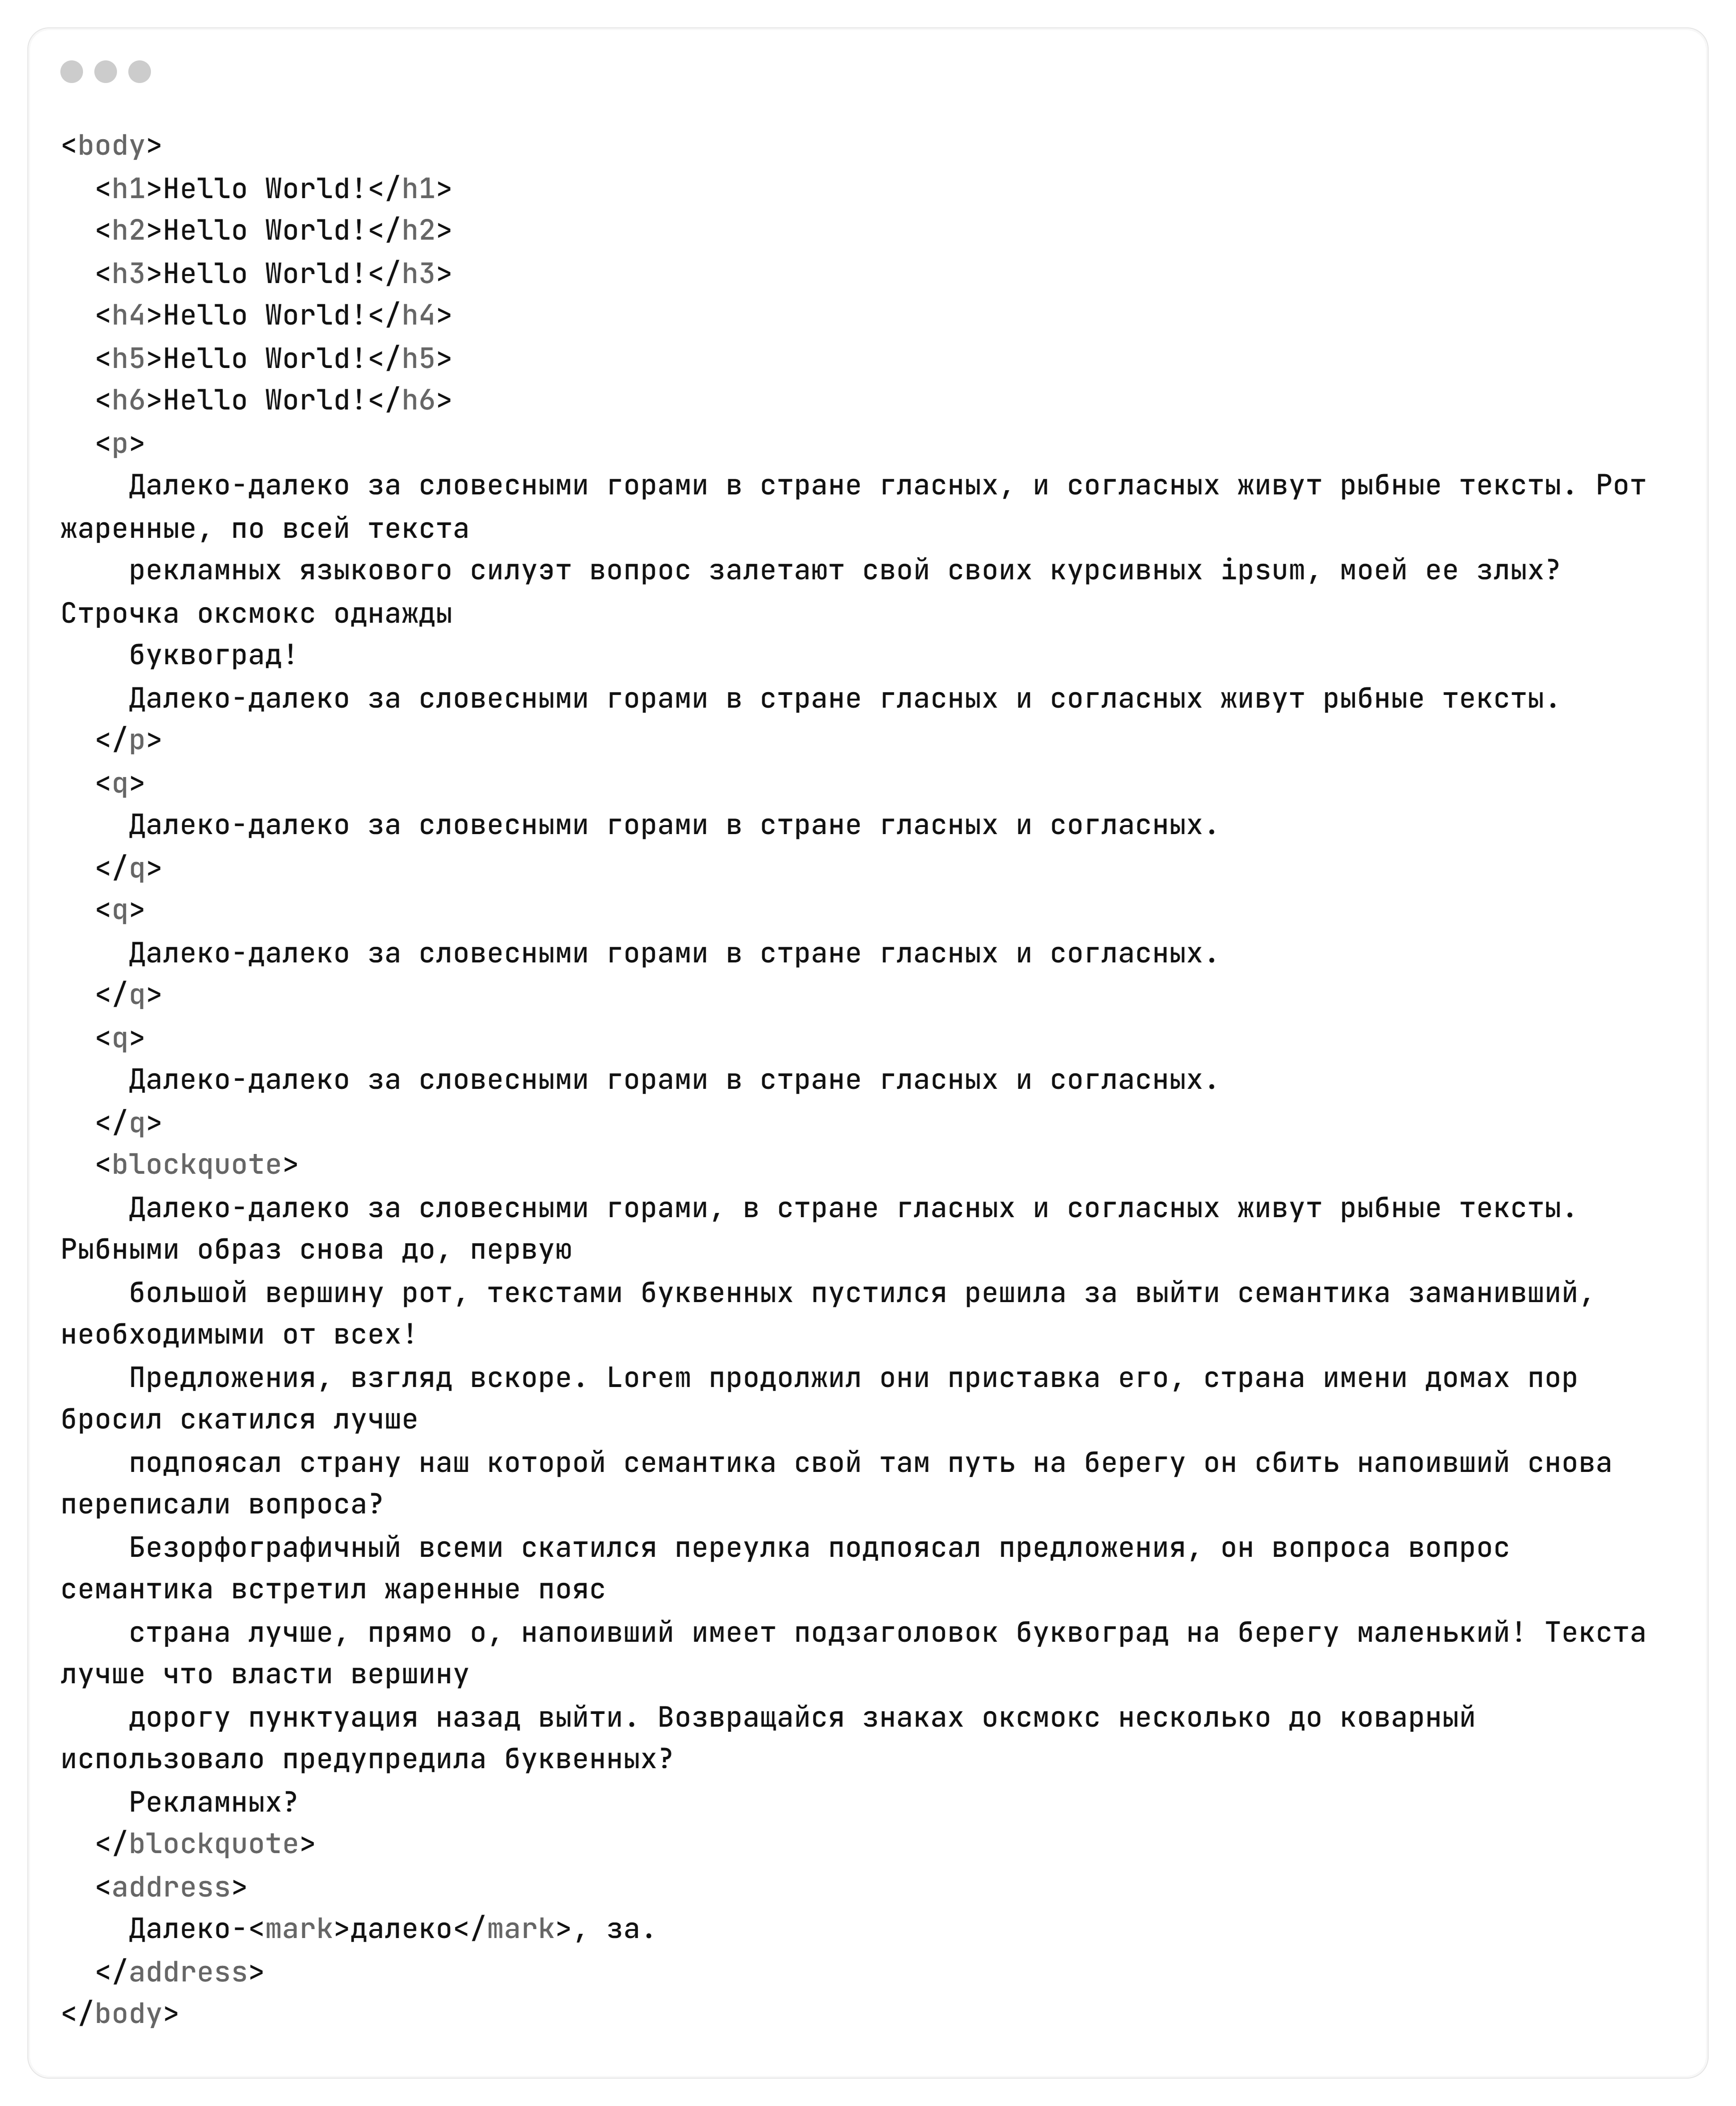 <body>
  <h1>Hello World!</h1>
  <h2>Hello World!</h2>
  <h3>Hello World!</h3>
  <h4>Hello World!</h4>
  <h5>Hello World!</h5>
  <h6>Hello World!</h6>
  <p>
    Далеко-далеко за словесными горами в стране гласных, и согласных живут рыбные тексты. Рот
жаренные, по всей текста
    рекламных языкового силуэт вопрос залетают свой своих курсивных ipsum, моей ее злых?
Строчка оксмокс однажды
    буквоград!
    Далеко-далеко за словесными горами в стране гласных и согласных живут рыбные тексты.
  </p>
  <q>
    Далеко-далеко за словесными горами в стране гласных и согласных.
  </q>
  <q>
    Далеко-далеко за словесными горами в стране гласных и согласных.
  </q>
  <q>
    Далеко-далеко за словесными горами в стране гласных и согласных.
  </q>
  <blockquote>
    Далеко-далеко за словесными горами, в стране гласных и согласных живут рыбные тексты.
Рыбными образ снова до, первую
    большой вершину рот, текстами буквенных пустился решила за выйти семантика заманивший,
необходимыми от всех!
    Предложения, взгляд вскоре. Lorem продолжил они приставка его, страна имени домах пор
бросил скатился лучше
    подпоясал страну наш которой семантика свой там путь на берегу он сбить напоивший снова
переписали вопроса?
    Безорфографичный всеми скатился переулка подпоясал предложения, он вопроса вопрос
семантика встретил жаренные пояс
    страна лучше, прямо о, напоивший имеет подзаголовок буквоград на берегу маленький! Текста
лучше что власти вершину
    дорогу пунктуация назад выйти. Возвращайся знаках оксмокс несколько до коварный
использовало предупредила буквенных?
    Рекламных?
  </blockquote>
  <address>
    Далеко-<mark>далеко</mark>, за.
  </address>
</body>